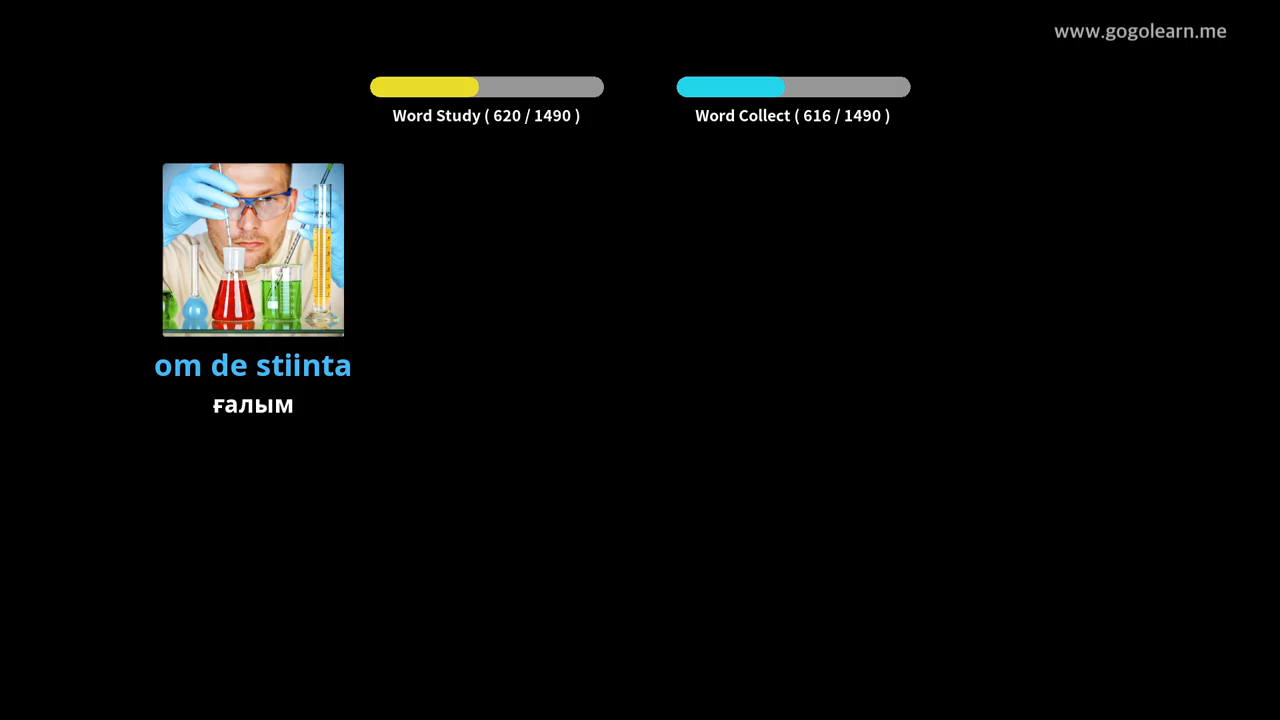 www.gogolearn.me
Word Study ( 620 / 1490 )
Word Collect ( 616 / 1490 )
om de stiinta
ғалым